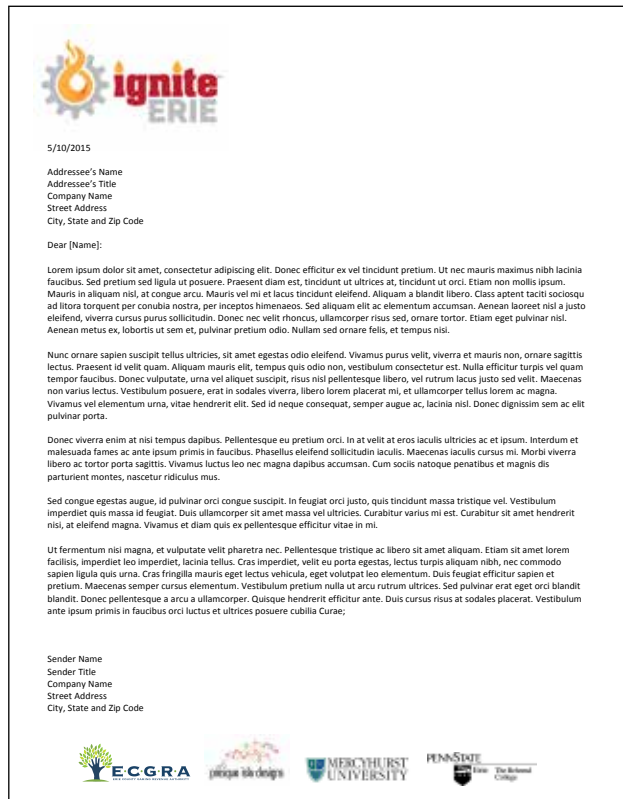 ignite
ERIE
5/10/2015
Addressee's Name
Addressee's Title
Company Name
Street Address
City, State and Zip Code
Dear [Name]:
Lorem ipsum dolor sit amet, consectetur adipiscing elit. Donec efficitur ex vel tincidunt pretium. Ut nec mauris maximus nibh lacinia
faucibus. Sed pretium sed ligula ut posuere. Praesent diam est, tincidunt ut ultrices at, tincidunt ut orci. Etiam non mollis ipsum.
Mauris in aliquam nisl, at congue arcu. Mauris vel mi et lacus tincidunt eleifend. Aliquam a blandit libero. Class aptent taciti sociosqu
ad litora torquent per conubia nostra, per inceptos himenaeos. Sed aliquam elit ac elementum accumsan. Aenean laoreet nisl a justo
eleifend, viverra cursus purus sollicitudin. Donec nec velit rhoncus, ullamcorper risus sed, ornare tortor. Etiam eget pulvinar nisl.
Aenean metus ex, lobortis ut sem et, pulvinar pretium odio. Nullam sed ornare felis, et tempus nisi.
Nunc ornare sapien suscipit tellus ultricies, sit amet egestas odio eleifend. Vivamus purus velit, viverra et mauris non, ornare sagittis
lectus. Praesent id velit quam. Aliquam mauris elit, tempus quis odio non, vestibulum consectetur est. Nulla efficitur turpis vel quam
tempor faucibus. Donec vulputate, urna vel aliquet suscipit, risus nisl pellentesque libero, vel rutrum lacus justo sed velit. Maecenas
non varius lectus. Vestibulum posuere, erat in sodales viverra, libero lorem placerat mi, et ullamcorper tellus lorem ac magna.
Vivamus vel elementum urna, vitae hendrerit elit. Sed id neque consequat, semper augue ac, lacinia nisl. Donec dignissim sem ac elit
pulvinar porta.
Donec viverra enim at nisi tempus dapibus. Pellentesque eu pretium orci. In at velit at eros iaculis ultricies ac et ipsum. Interdum et
malesuada fames ac ante ipsum primis in faucibus. Phasellus eleifend sollicitudin iaculis. Maecenas iaculis cursus mi. Morbi viverra
libero ac tortor porta sagittis. Vivamus luctus leo nec magna dapibus accumsan. Cum sociis natoque penatibus et magnis dis
parturient montes, nascetur ridiculus mus.
Sed congue egestas augue, id pulvinar orci congue suscipit. In feugiat orci justo, quis tincidunt massa tristique vel. Vestibulum
imperdiet quis massa id feugiat. Duis ullamcorper sit amet massa vel ultricies. Curabitur varius mi est. Curabitur sit amet hendrerit
nisi, at eleifend magna. Vivamus et diam quis ex pellentesque efficitur vitae in mi.
Ut fermentum nisi magna, et vulputate velit pharetra nec. Pellentesque tristique ac libero sit amet aliquam. Etiam sit amet lorem
facilisis, imperdiet leo imperdiet, lacinia tellus. Cras imperdiet, velit eu porta egestas, lectus turpis aliquam nibh, nec commodo
sapien ligula quis urna. Cras fringilla mauris eget lectus vehicula, eget volutpat leo elementum. Duis feugiat efficitur sapien et
pretium. Maecenas semper cursus elementum. Vestibulum pretium nulla ut arcu rutrum ultrices. Sed pulvinar erat eget orci blandit
blandit. Donec pellentesque a arcu a ullamcorper. Quisque hendrerit efficitur ante. Duis cursus risus at sodales placerat. Vestibulum
ante ipsum primis in faucibus orci luctus et ultrices posuere cubilia Curae;
Sender Name
Sender Title
Company Name
Street Address
City, State and Zip Code
E·C·G·R·A
isle designs
MERCYHURST
UNIVERSITY
PENNSTATE
Erie The Behrend
College